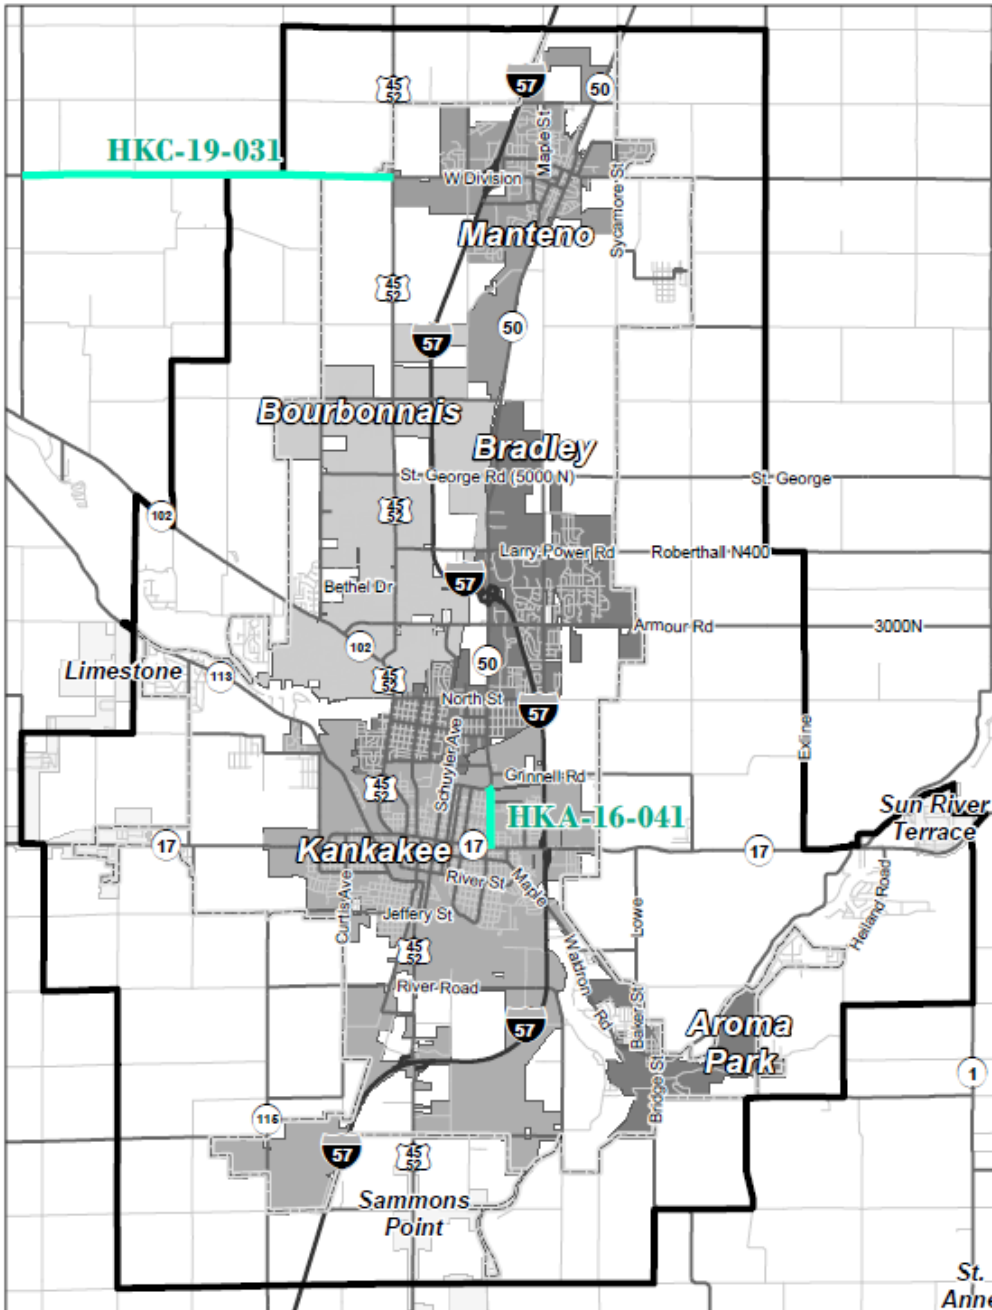 57
45
52
50
HKC-19-031
Maple St
W Division
Sycamore St
Manteno
45
52
50
57
Bourbonnais
Bradley
St. George Rd (5000 N)
St. George
45
52
102
Larry Power Rd
Roberthall N400
57
Bethel Dr
Armour Rd
3000N
102
50
Limestone
113
45
52
North St
57
Schuyler Ave
Exline
Grinnell Rd
45
52
HKA-16-041
Sun River
Terrace
17
Kankakee
17
17
River St
Maple
Curtis Ave
Jeffery St
Lowe
Heiland Road
45
52
Waldron Rd
River Road
Baker St
57
Aroma
Park
Bridge St
1
115
57
45
52
Sammons
Point
St.
Anne